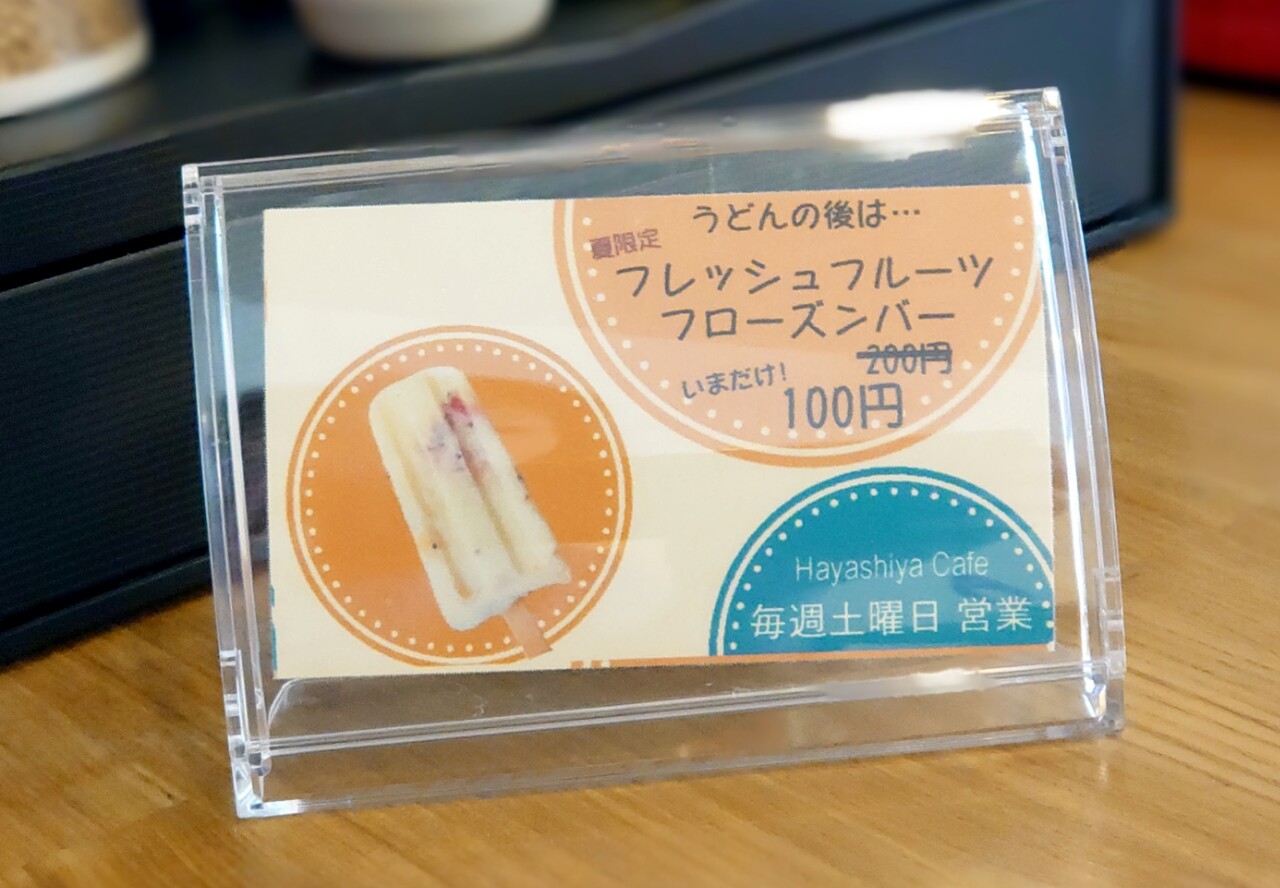 うどんの後は…
夏限定
フレッシュフルーツ
フローズンバー
200円
いまだけ!
100円
Hayashiya Cafe
毎週土曜日 営業